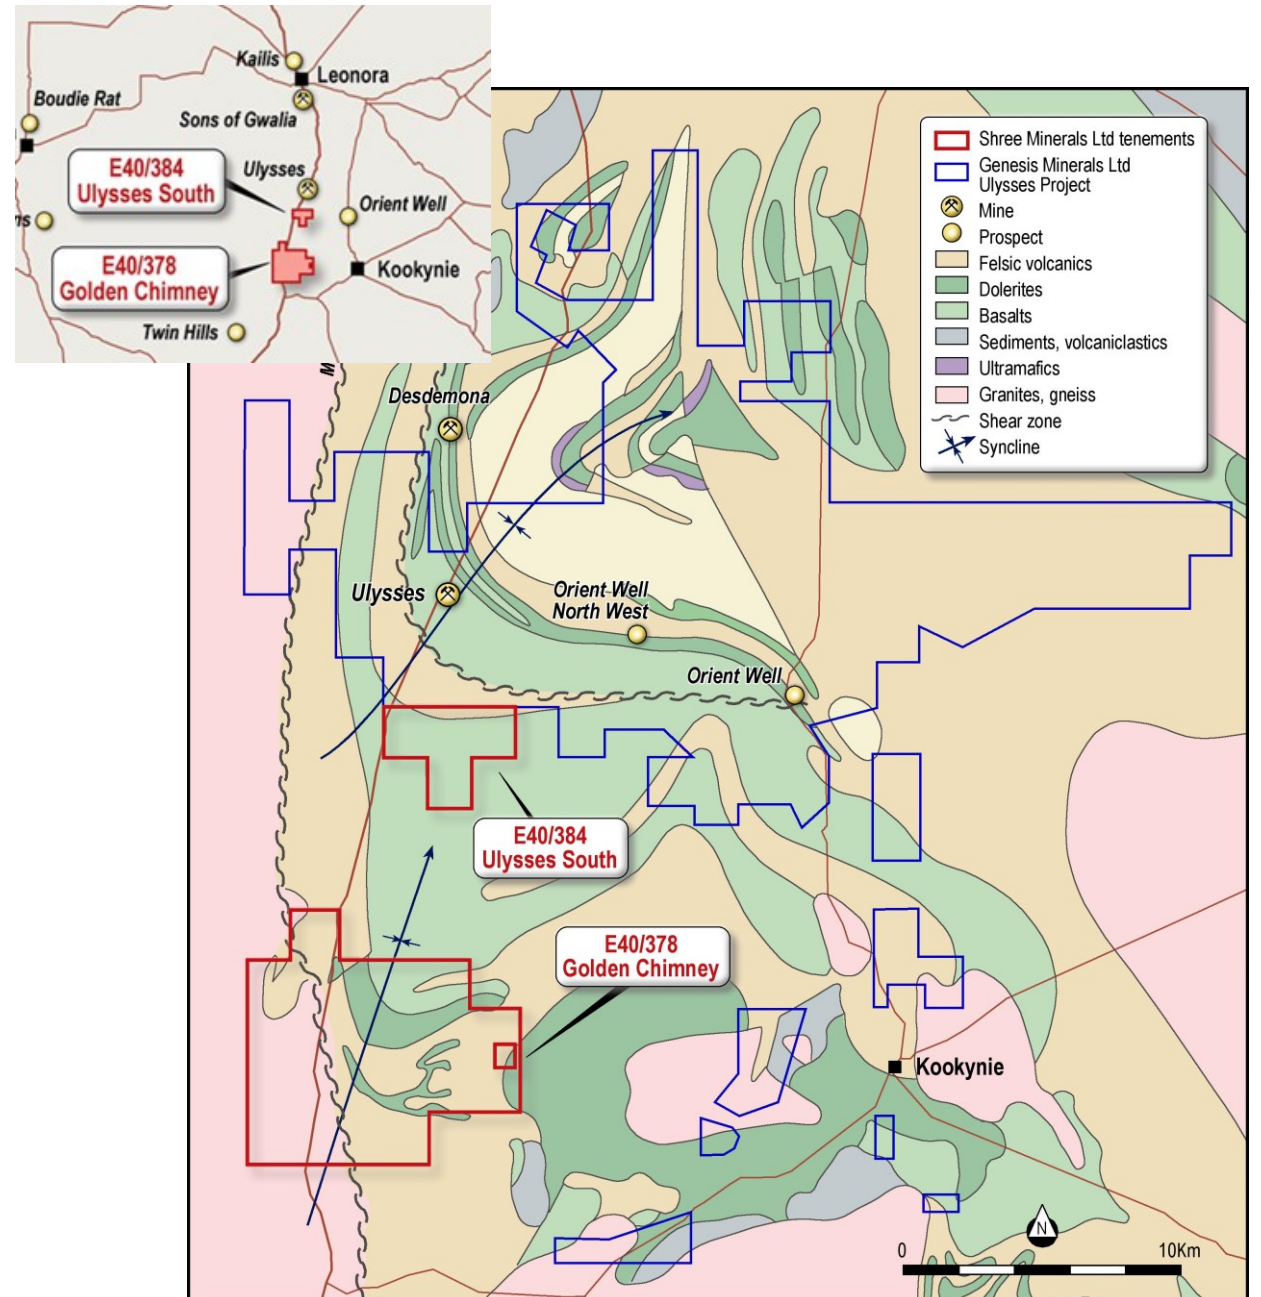 Kailis
Leonora
Boudie Rat
Sons of Gwalia
E40/384
Ulysses South
Ulysses
ns
Orient Well
E40/378
Golden Chimney
Kookynie
Twin Hills
Shree Minerals Ltd tenements
Genesis Minerals Ltd
Ulysses Project
Mine
Prospect
Felsic volcanics
Dolerites
Basalts
Sediments, volcaniclastics
Ultramafics
Granites, gneiss
Shear zone
Syncline
M
Desdemona
Ulysses
Orient Well
North West
Orient Well
E40/384
Ulysses South
E40/378
Golden Chimney
Kookynie
N
0
10Km